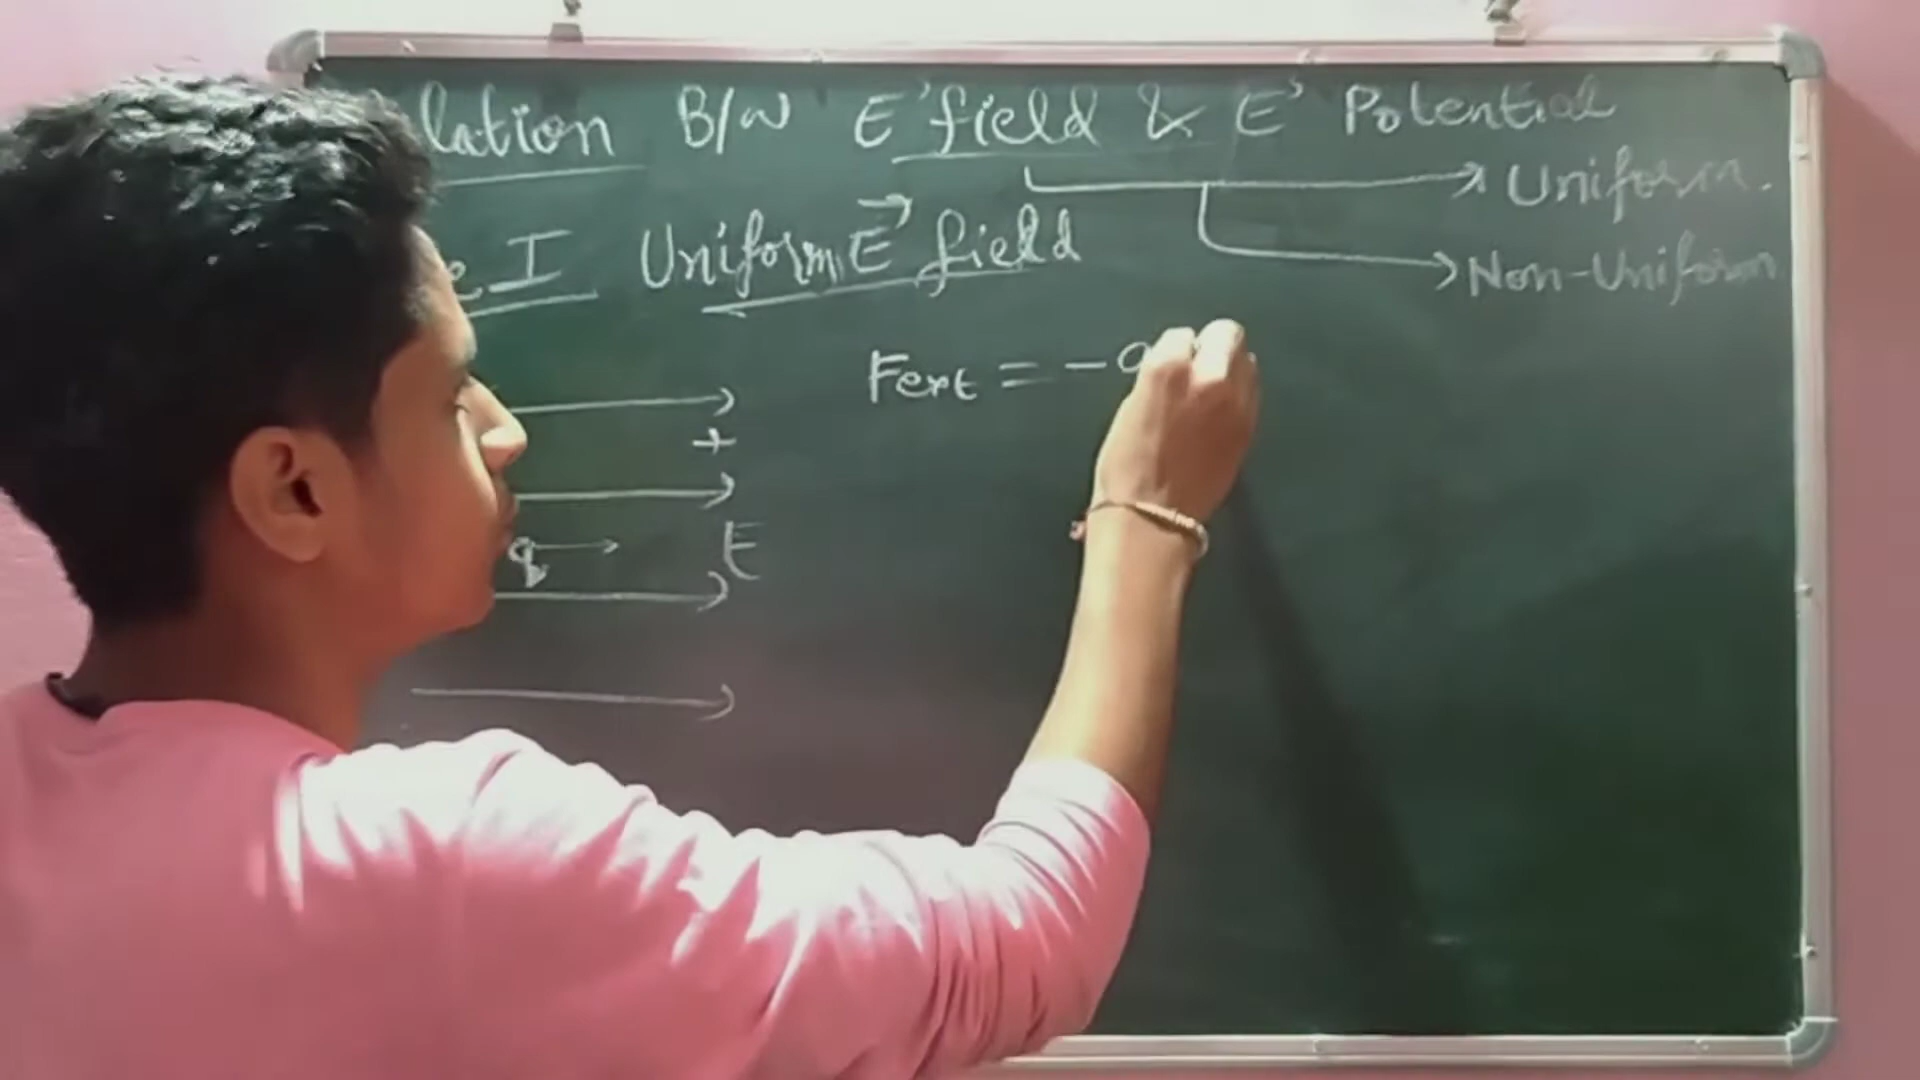 lation B/w E' field & E' Potential
Uniform.
I Uniform E field
Non-Uniform
Fext = -q
+
q E